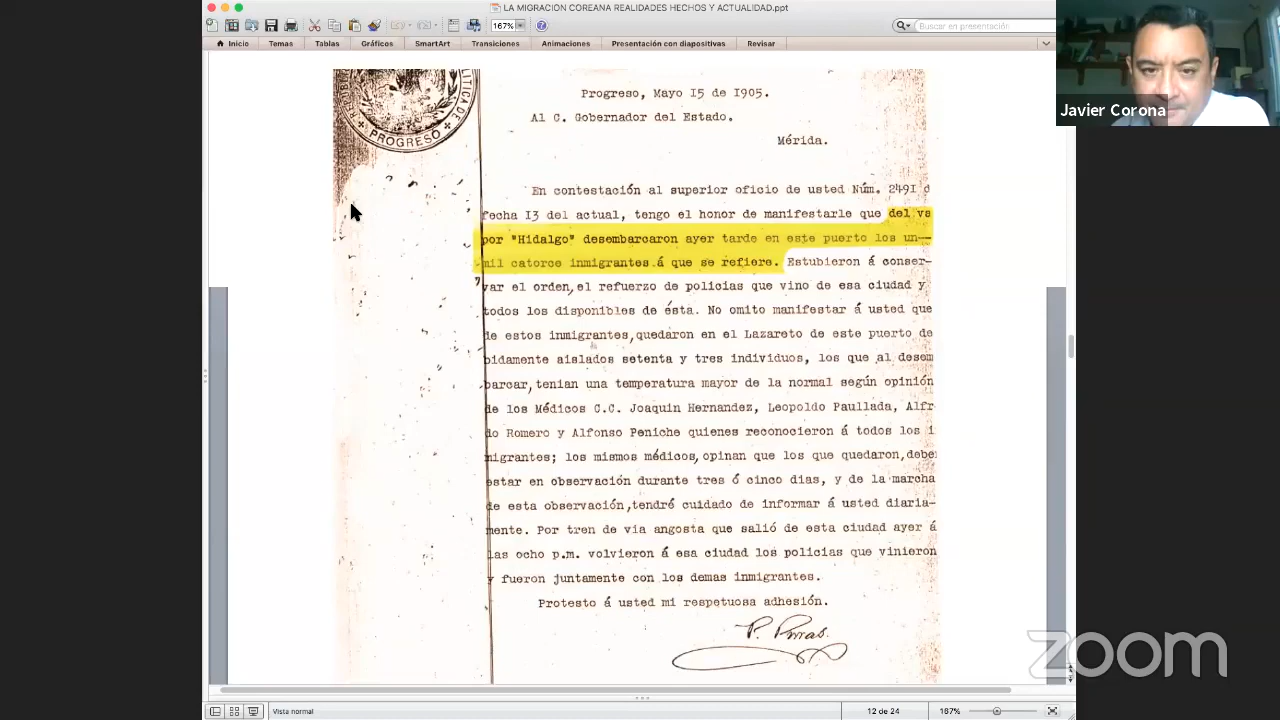 LA MIGRACION COREANA REALIDADES HECHOS Y ACTUALIDAD.ppt
167%
Buscar en presentación
Inicio Temas Tablas Gráficos SmartArt Transiciones Animaciones Presentación con diapositivas Revisar
Javier Corona
LITICA DE
PROGRESO
Progreso, Mayo I5 de I905.
Al C. Gobernador del Estado.
Mérida.
En contestación al superior oficio de usted Núm. 249I d
fecha I3 del actual, tengo el honor de manifestarle que del va
por "Hidalgo" desembarcaron ayer tarde en este puerto los un—
mil catorce inmigrantes á que se refiere. Estubieron á conser—
var el orden, el refuerzo de policias que vino de esa ciudad y
todos los disponibles de ésta. No omito manifestar á usted que
de estos inmigrantes, quedaron en el Lazareto de este puerto de
bidamente aislados setenta y tres individuos, los que al desem
barcar, tenian una temperatura mayor de la normal según opinión
de los Médicos C.C. Joaquin Hernandez, Leopoldo Paullada, Alfr
do Romero y Alfonso Peniche quienes reconocieron á todos los i
migrantes; los mismos médicos, opinan que los que quedaron, debe
estar en observación durante tres ó cinco dias, y de la marcha
de esta observación, tendré cuidado de informar á usted diaria—
mente. Por tren de via angosta que salió de esta ciudad ayer á
las ocho p.m. volvieron á esa ciudad los policias que vinieron
y fueron juntamente con los demas inmigrantes.
Protesto á usted mi respetuosa adhesión.
zoom
Vista normal
12 de 24
167%